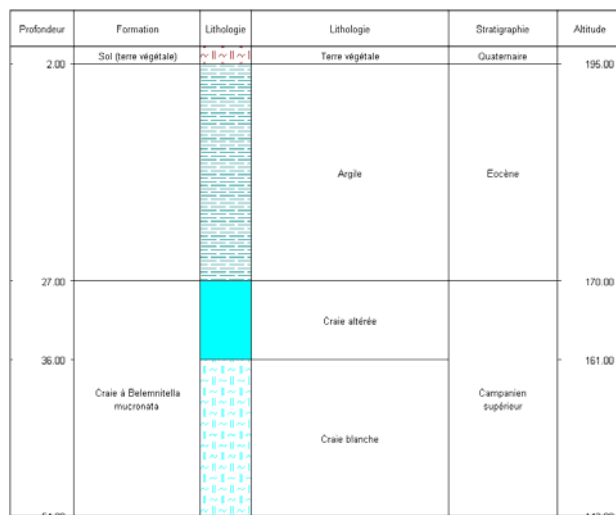 Profondeur Formation Lithologie Lithologie Stratigraphie Altitude
Sol (terre végétale) Terre végétale Quaternaire
2.00 195.00
Argile Eocène
27.00 170.00
Craie altérée
36.00 161.00
Craie à Belemnitella
mucronata
Campanien
supérieur
Craie blanche